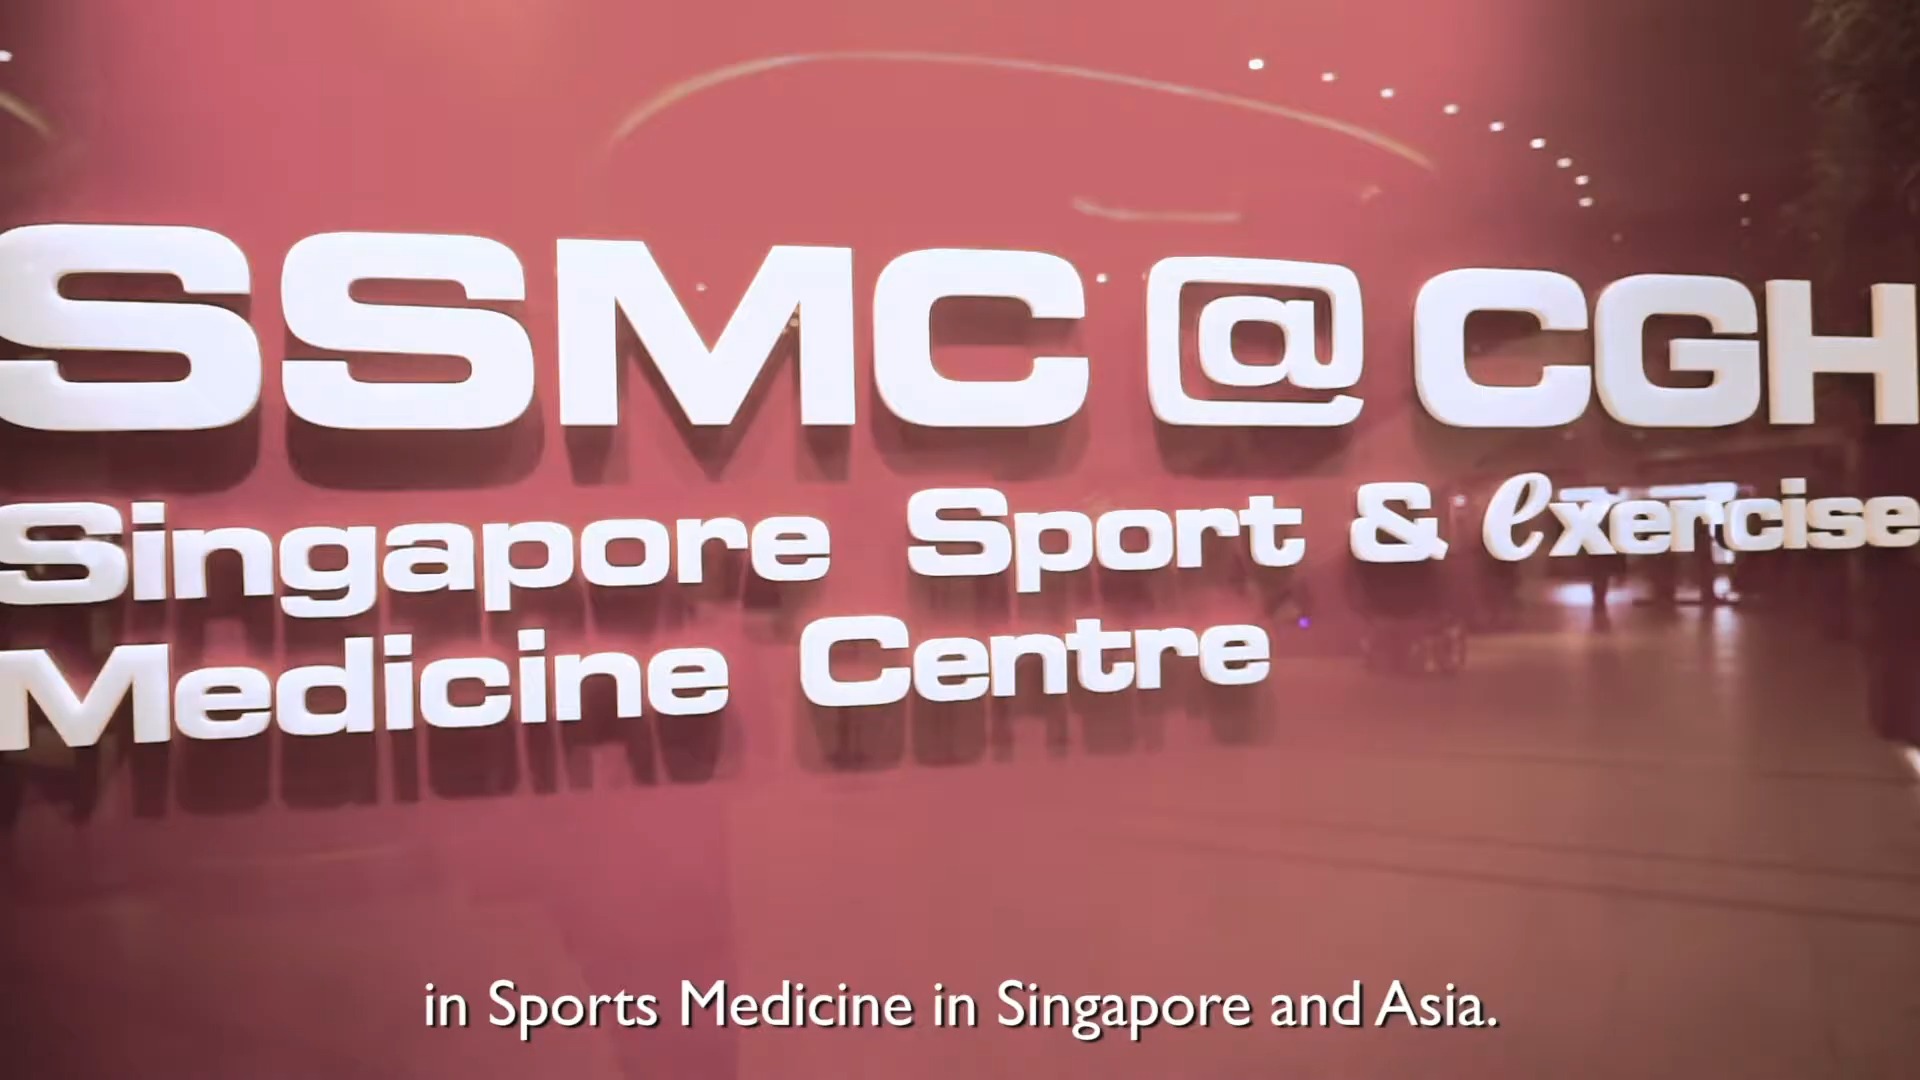 SSMC@CGH
Singapore Sport & exercise
Medicine Centre
in Sports Medicine in Singapore and Asia.